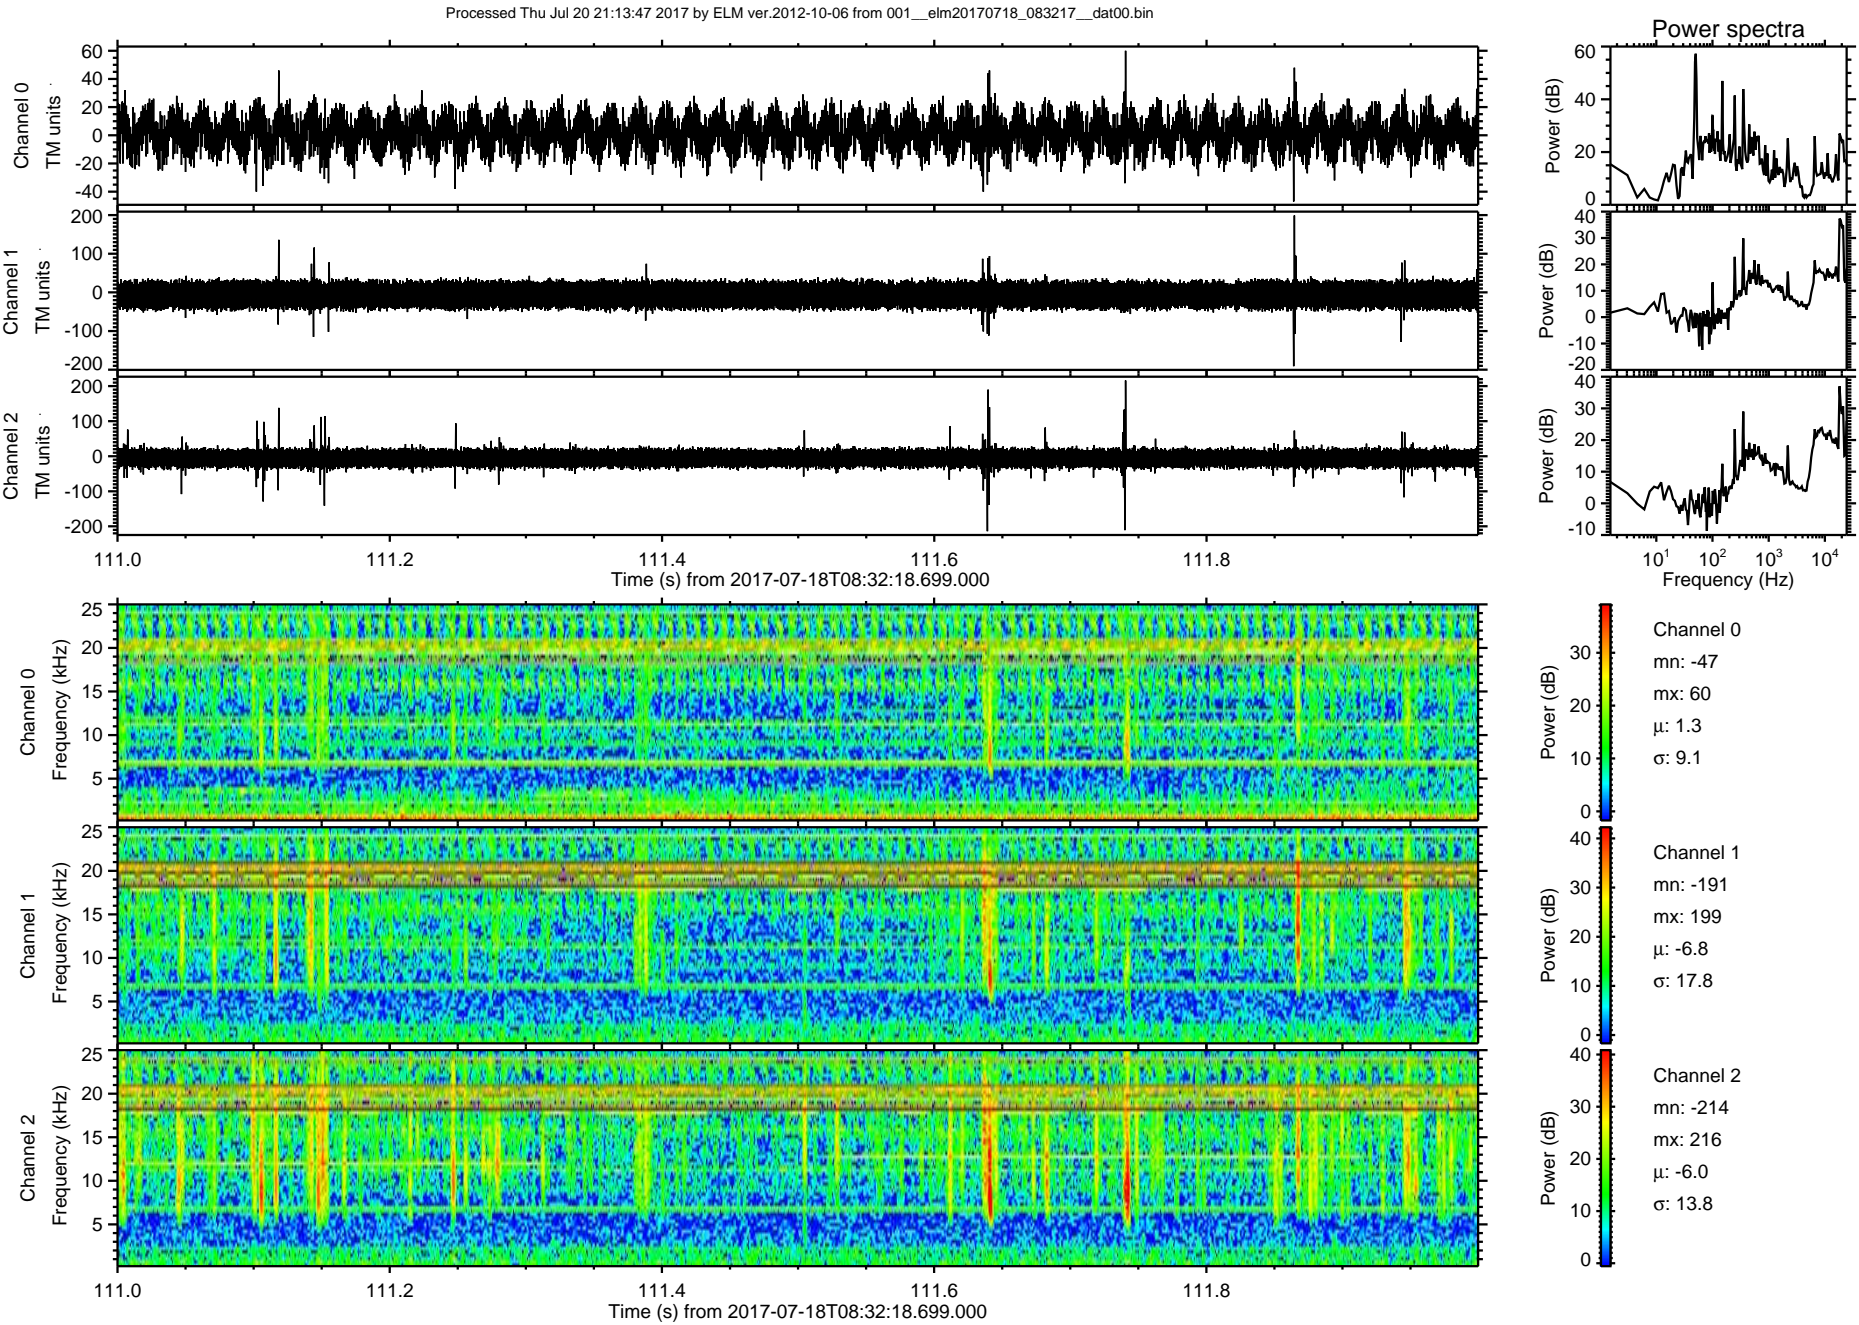 Processed Thu Jul 20 21:13:47 2017 by ELM ver.2012-10-06 from 001__elm20170718_083217__dat00.bin
Power spectra
Channel 0
TM units
60
40
20
0
-20
-40
Power (dB)
60
40
20
0
Channel 1
TM units
200
100
0
-100
-200
Power (dB)
40
30
20
10
0
-10
-20
Channel 2
TM units
200
100
0
-100
-200
Power (dB)
40
30
20
10
0
-10
111.0 111.2 111.4 111.6 111.8
Time (s) from 2017-07-18T08:32:18.699.000
10¹ 10² 10³ 10⁴
Frequency (Hz)
Channel 0
Frequency (kHz)
25
20
15
10
5
Power (dB)
30
20
10
0
Channel 0
mn: -47
mx: 60
μ: 1.3
σ: 9.1
Channel 1
Frequency (kHz)
25
20
15
10
5
Power (dB)
40
30
20
10
0
Channel 1
mn: -191
mx: 199
μ: -6.8
σ: 17.8
Channel 2
Frequency (kHz)
25
20
15
10
5
Power (dB)
40
30
20
10
0
Channel 2
mn: -214
mx: 216
μ: -6.0
σ: 13.8
111.0 111.2 111.4 111.6 111.8
Time (s) from 2017-07-18T08:32:18.699.000